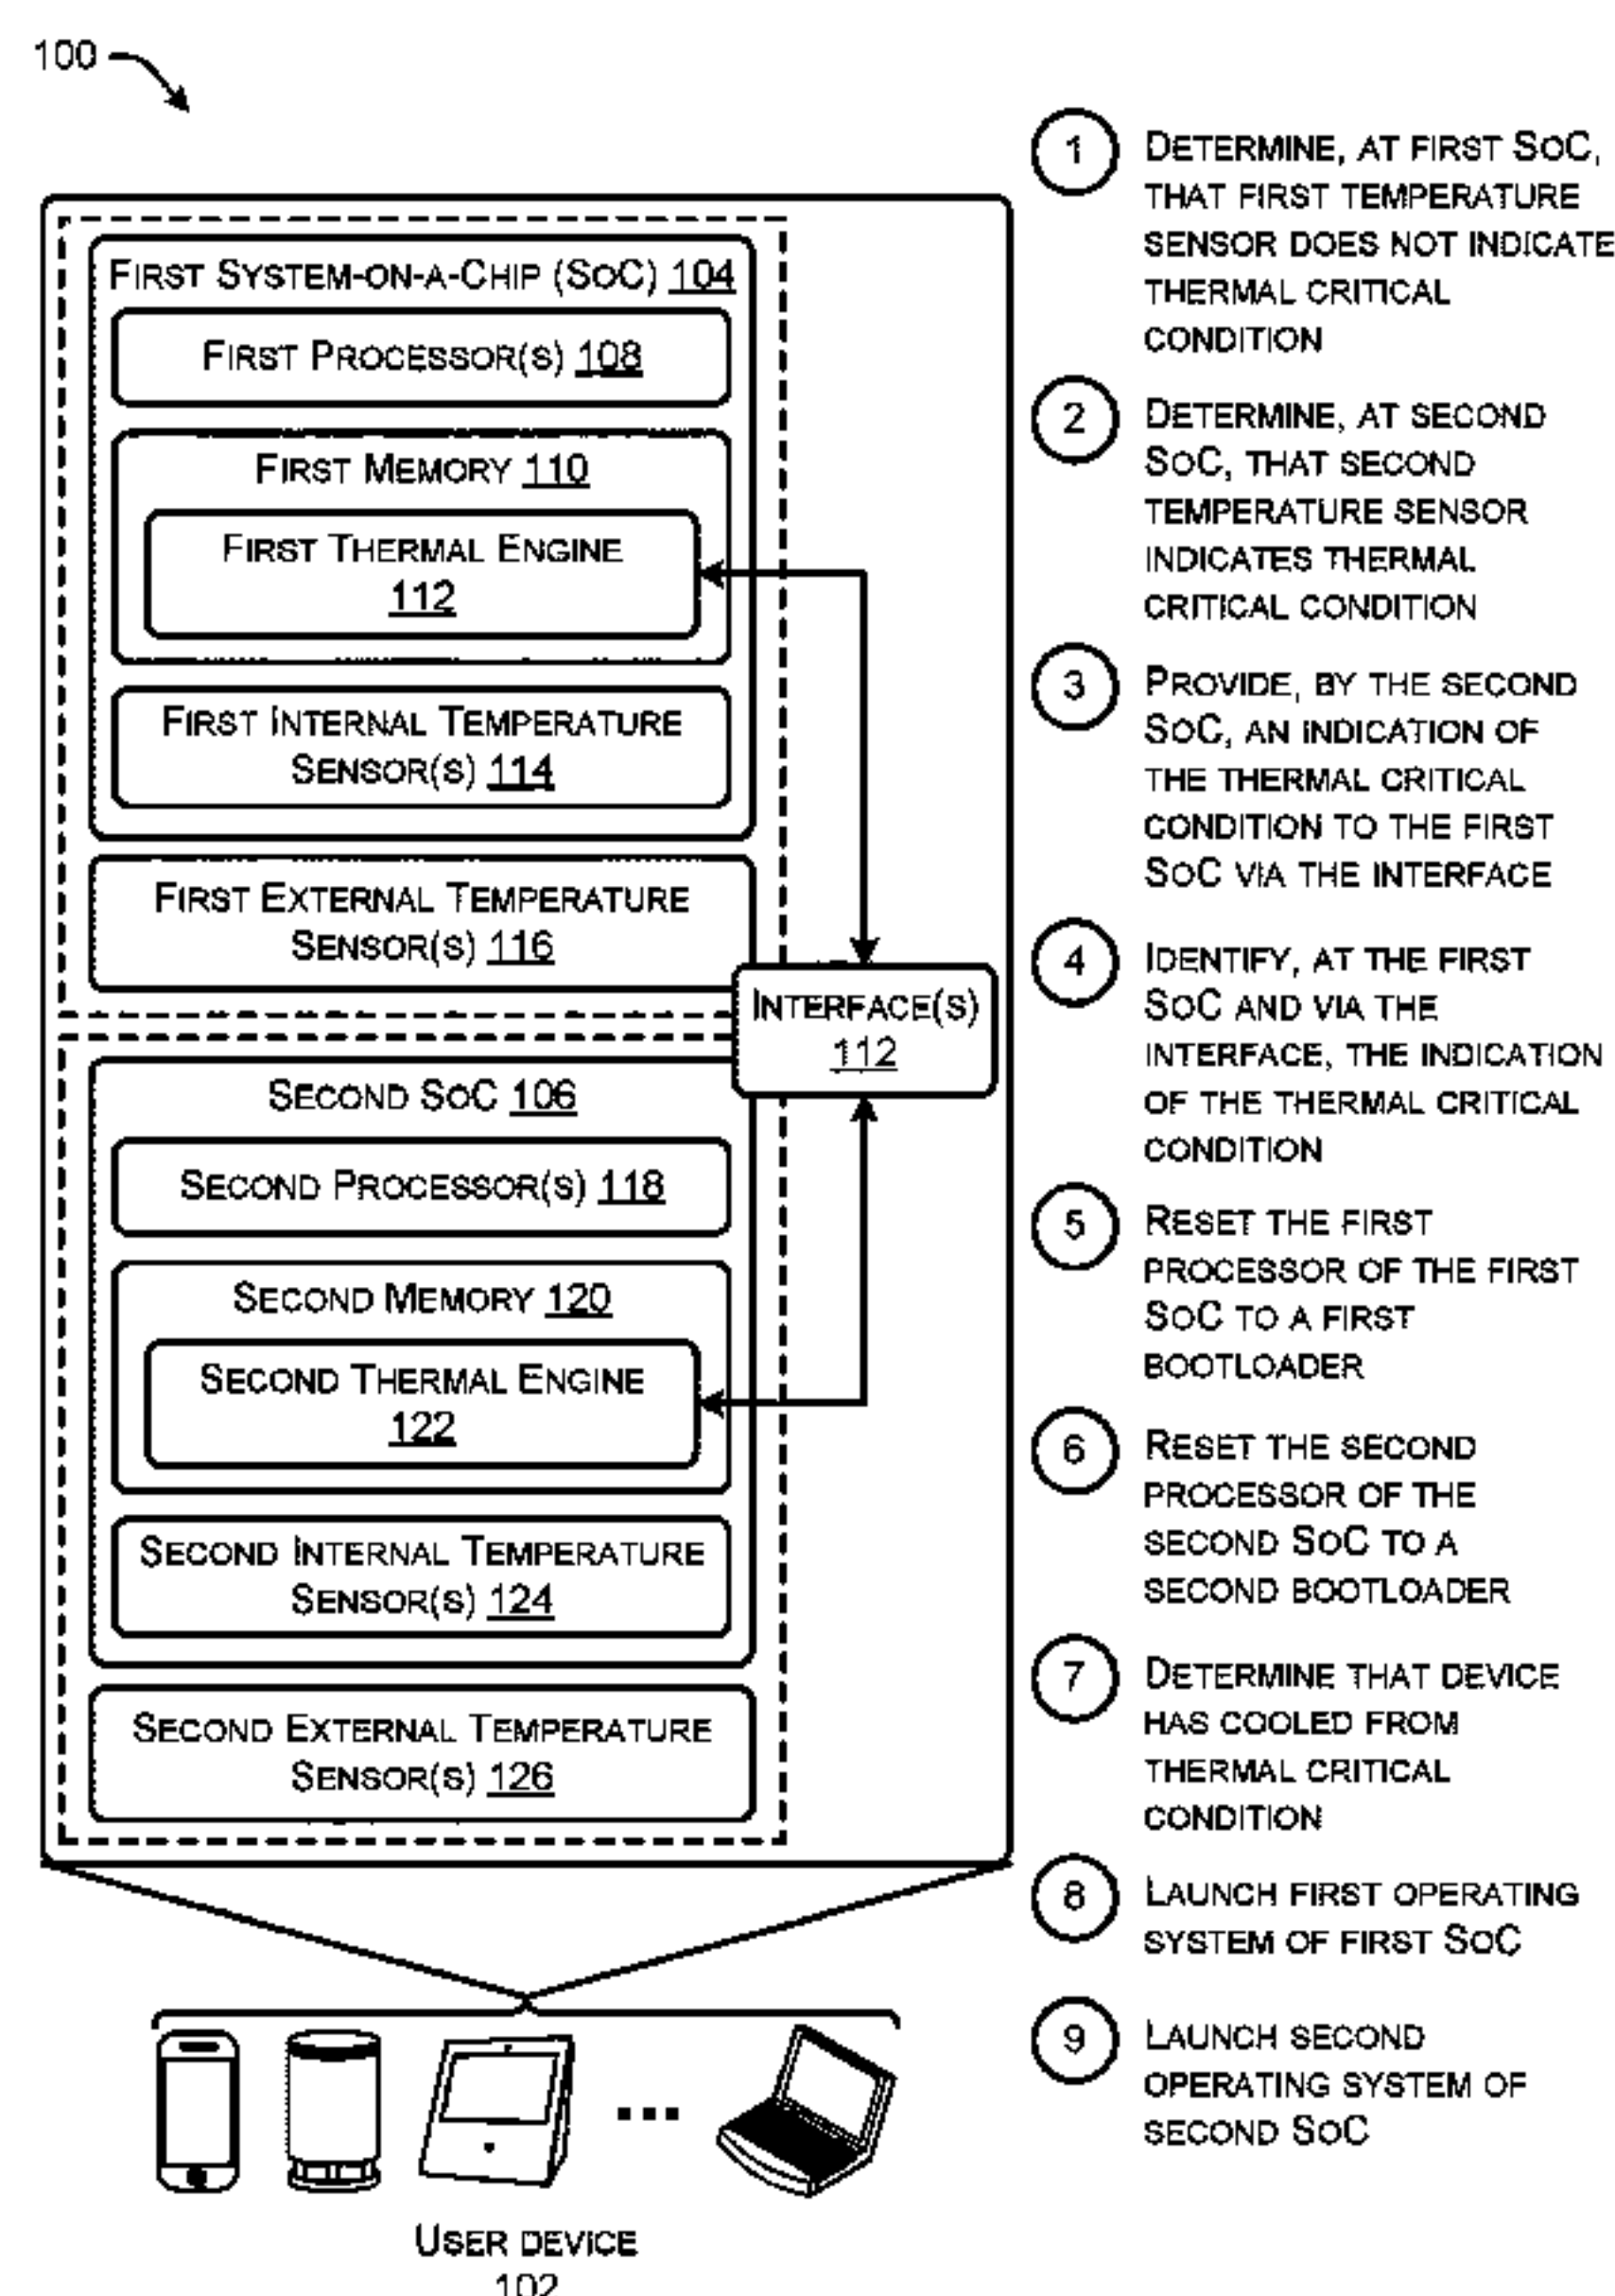 100
FIRST SYSTEM-ON-A-CHIP (SOC) 104
FIRST PROCESSOR(S) 108
FIRST MEMORY 110
FIRST THERMAL ENGINE
112
FIRST INTERNAL TEMPERATURE
SENSOR(S) 114
FIRST EXTERNAL TEMPERATURE
SENSOR(S) 116
INTERFACE(S)
112
SECOND SOC 106
SECOND PROCESSOR(S) 118
SECOND MEMORY 120
SECOND THERMAL ENGINE
122
SECOND INTERNAL TEMPERATURE
SENSOR(S) 124
SECOND EXTERNAL TEMPERATURE
SENSOR(S) 126
USER DEVICE
102
1 DETERMINE, AT FIRST SOC,
THAT FIRST TEMPERATURE
SENSOR DOES NOT INDICATE
THERMAL CRITICAL
CONDITION
2 DETERMINE, AT SECOND
SOC, THAT SECOND
TEMPERATURE SENSOR
INDICATES THERMAL
CRITICAL CONDITION
3 PROVIDE, BY THE SECOND
SOC, AN INDICATION OF
THE THERMAL CRITICAL
CONDITION TO THE FIRST
SOC VIA THE INTERFACE
4 IDENTIFY, AT THE FIRST
SOC AND VIA THE
INTERFACE, THE INDICATION
OF THE THERMAL CRITICAL
CONDITION
5 RESET THE FIRST
PROCESSOR OF THE FIRST
SOC TO A FIRST
BOOTLOADER
6 RESET THE SECOND
PROCESSOR OF THE
SECOND SOC TO A
SECOND BOOTLOADER
7 DETERMINE THAT DEVICE
HAS COOLED FROM
THERMAL CRITICAL
CONDITION
8 LAUNCH FIRST OPERATING
SYSTEM OF FIRST SOC
9 LAUNCH SECOND
OPERATING SYSTEM OF
SECOND SOC